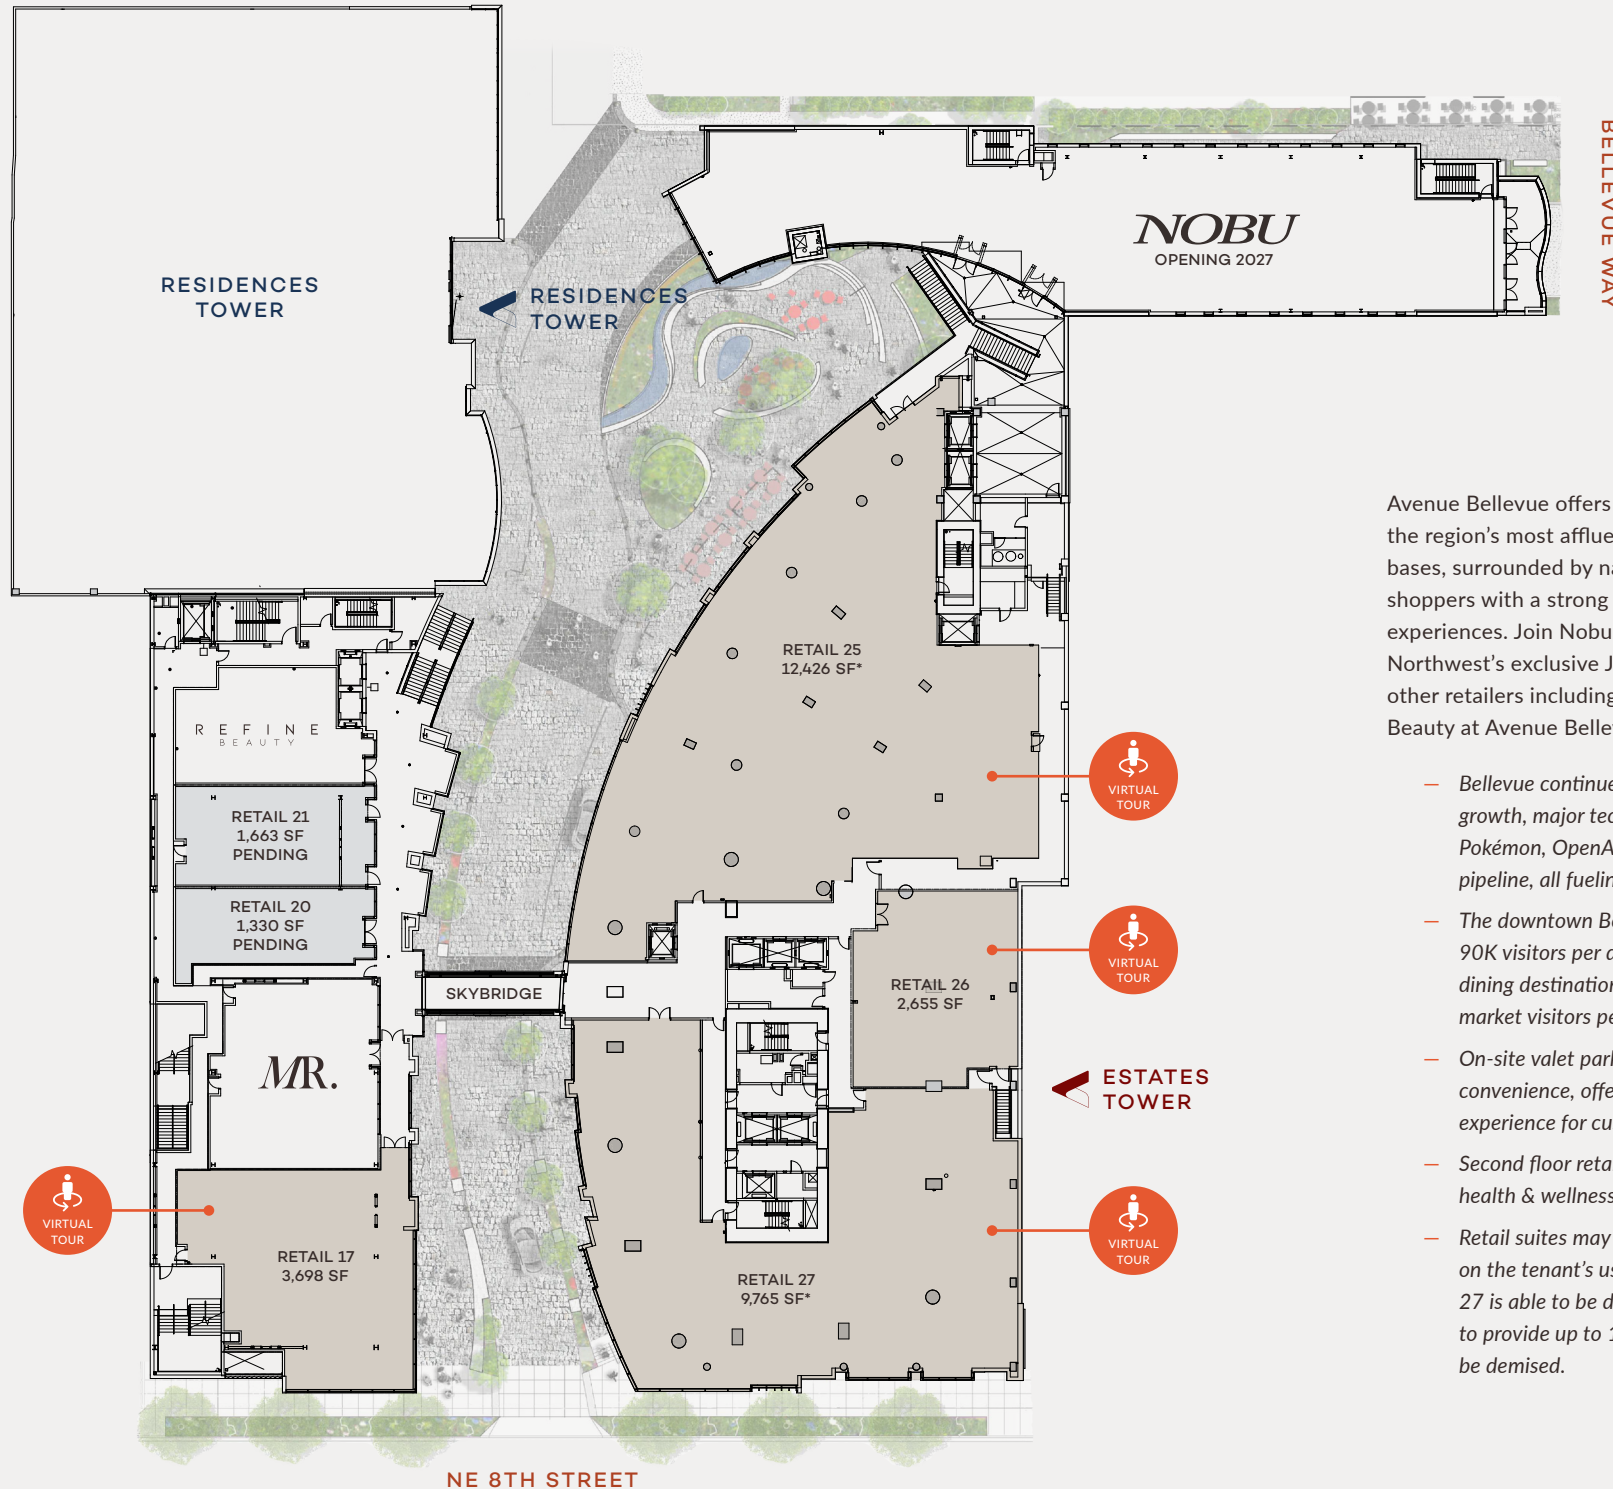 BELLEVUE WAY
NOBU
OPENING 2027
RESIDENCES
TOWER
RESIDENCES
TOWER
RETAIL 25
12,426 SF*
REFINE
BEAUTY
RETAIL 21
1,663 SF
PENDING
RETAIL 20
1,330 SF
PENDING
SKYBRIDGE
MR.
RETAIL 26
2,655 SF
ESTATES
TOWER
RETAIL 17
3,698 SF
RETAIL 27
9,765 SF*
VIRTUAL
TOUR
VIRTUAL
TOUR
VIRTUAL
TOUR
VIRTUAL
TOUR
NE 8TH STREET
Avenue Bellevue offers
the region's most afflue
bases, surrounded by na
shoppers with a strong
experiences. Join Nobu
Northwest's exclusive J
other retailers including
Beauty at Avenue Belle
— Bellevue continue
growth, major tec
Pokémon, OpenA
pipeline, all fuelin
— The downtown Be
90K visitors per d
dining destination
market visitors pe
— On-site valet park
convenience, offe
experience for cu
— Second floor retai
health & wellness
— Retail suites may
on the tenant's us
27 is able to be d
to provide up to 1
be demised.